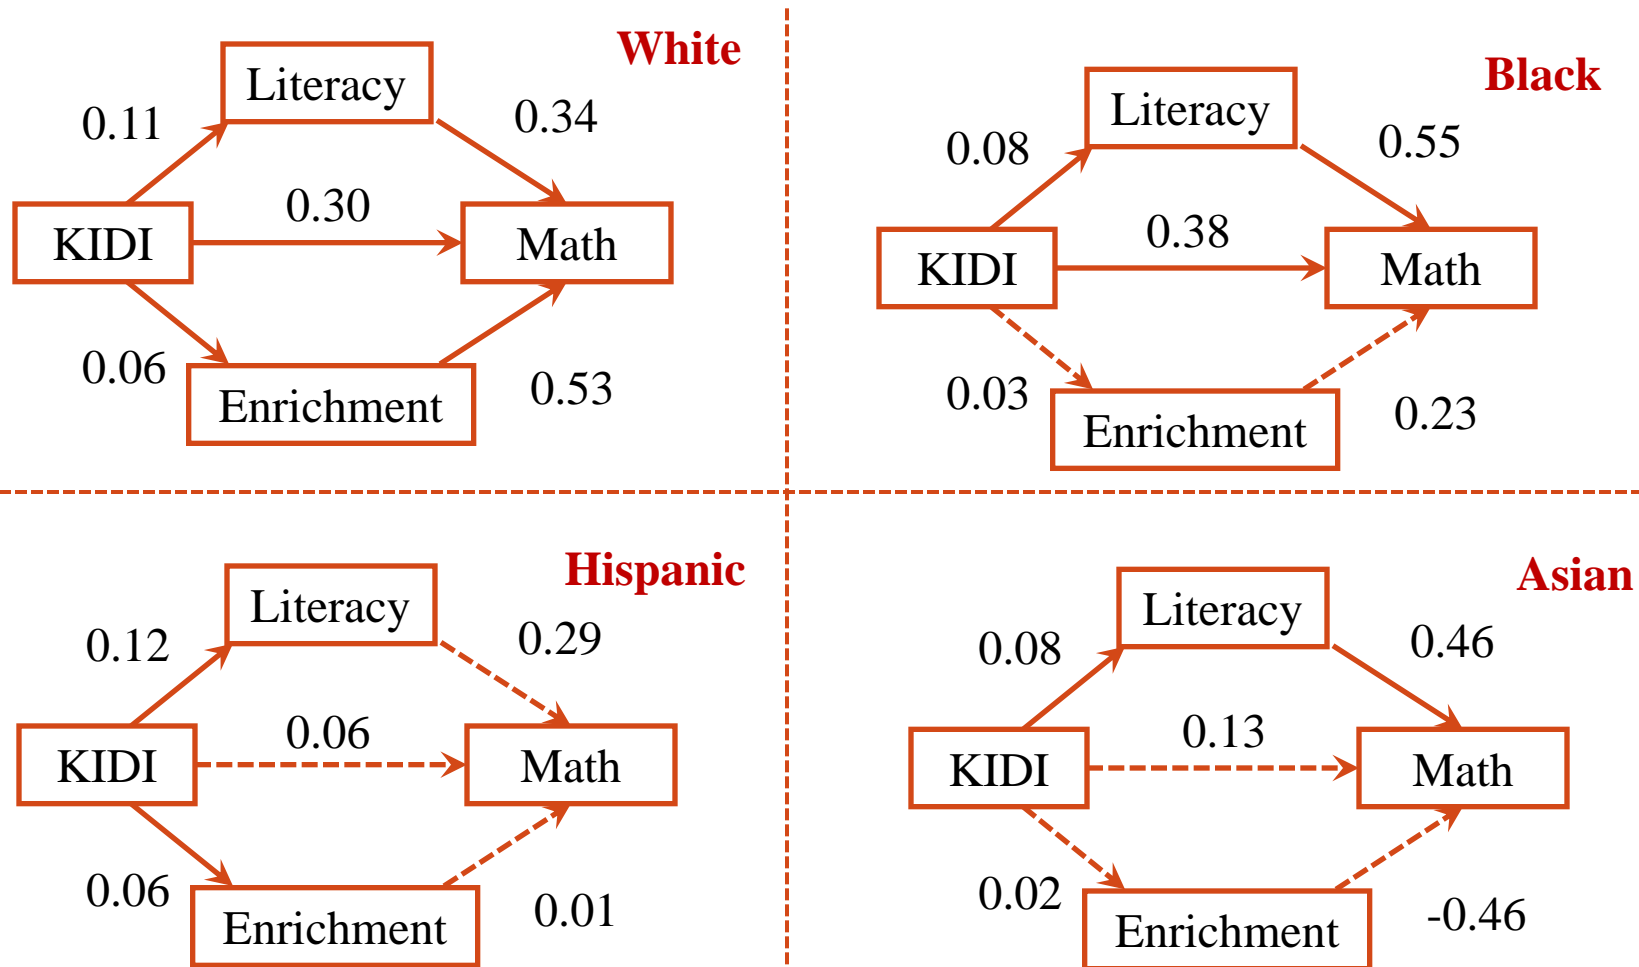 White
Literacy
0.11
0.34
0.30
KIDI
Math
0.06
0.53
Enrichment
Black
Literacy
0.08
0.55
0.38
KIDI
Math
0.03
0.23
Enrichment
Hispanic
Literacy
0.12
0.29
0.06
KIDI
Math
0.06
0.01
Enrichment
Asian
Literacy
0.08
0.46
0.13
KIDI
Math
0.02
-0.46
Enrichment